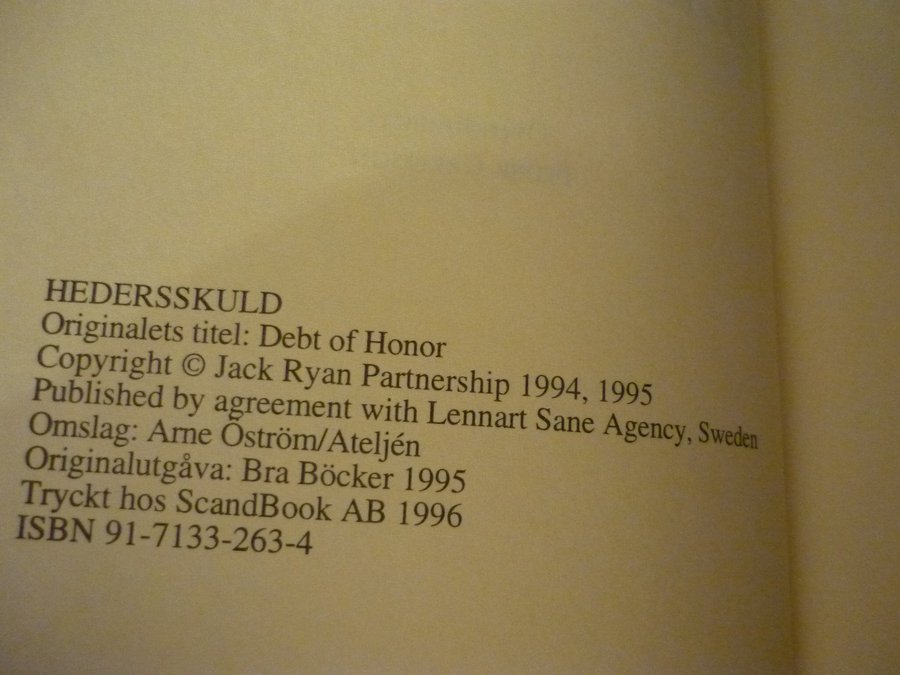 HEDERSSKULD
Originalets titel: Debt of Honor
Copyright © Jack Ryan Partnership 1994, 1995
Published by agreement with Lennart Sane Agency, Sweden
Omslag: Arne Öström/Ateljén
Originalutgåva: Bra Böcker 1995
Tryckt hos ScandBook AB 1996
ISBN 91-7133-263-4